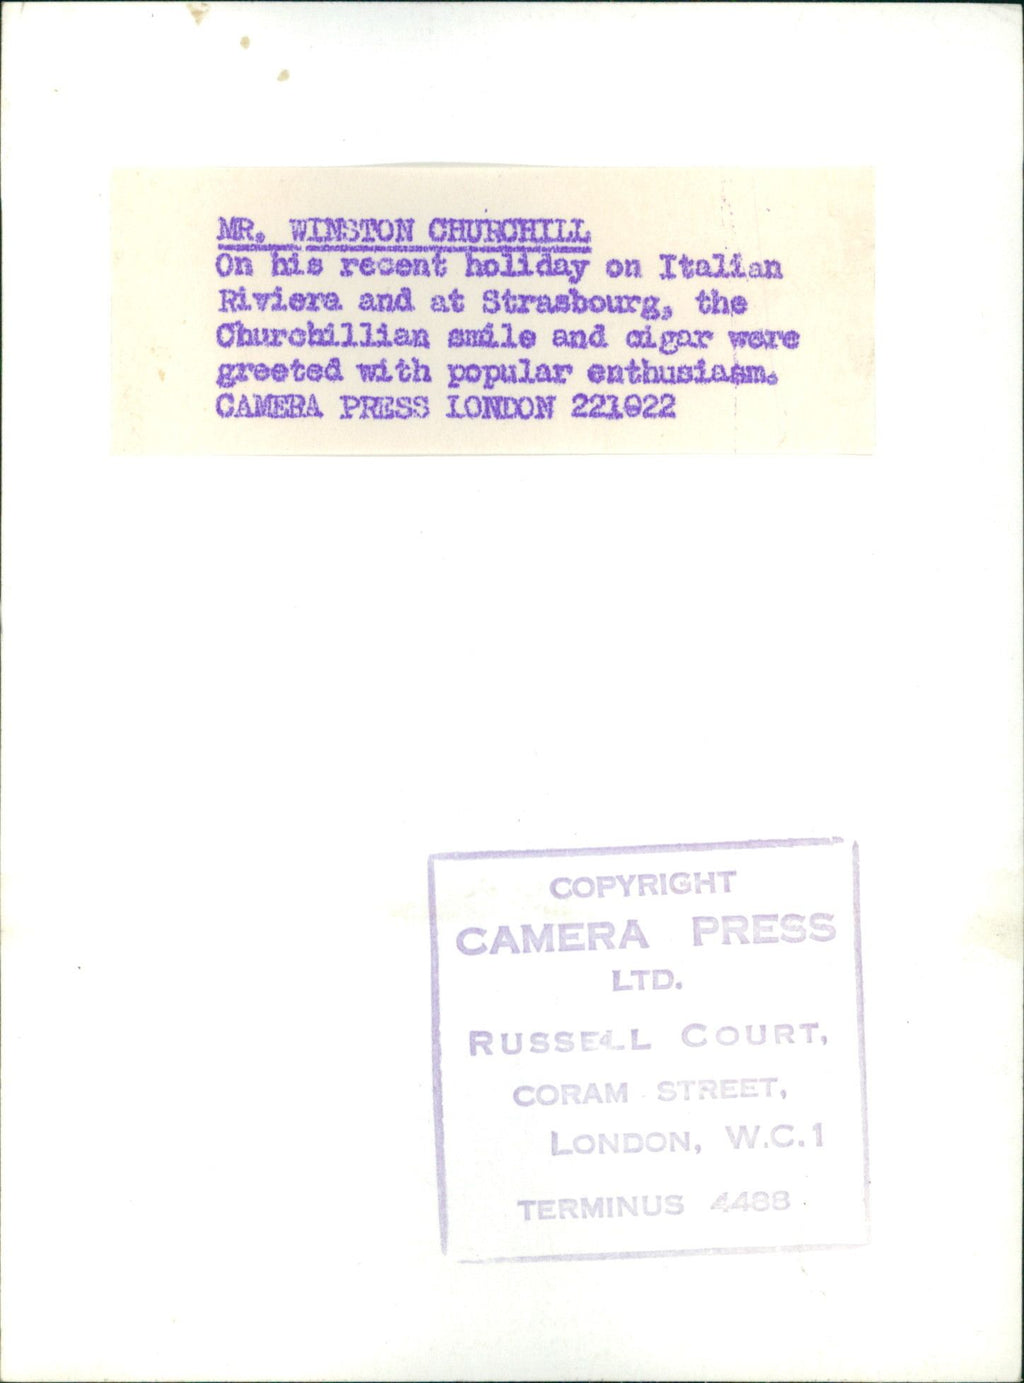 MR. WINSTON CHURCHILL
On his recent holiday on Italian
Riviera and at Strasbourg, the
Churchillian smile and cigar were
greeted with popular enthusiasm.
CAMERA PRESS LONDON 221022
COPYRIGHT
CAMERA PRESS
LTD.
RUSSELL COURT,
CORAM STREET,
LONDON, W.C.1
TERMINUS 4488